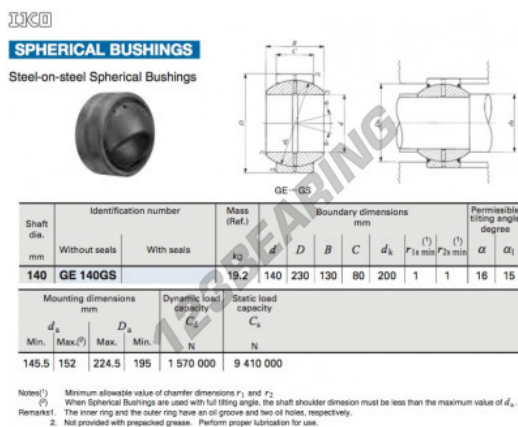 IKO
SPHERICAL BUSHINGS
Steel-on-steel Spherical Bushings
B
C
D
d
GE…GS
123BEARING
Shaft dia. mm
Identification number
Without seals
With seals
Mass (Ref.) kg
Boundary dimensions mm
d D B C dk r1s min(1) r2s min(1)
Permissible tilting angle degree
α α1
140 GE 140GS 19.2 140 230 130 80 200 1 1 16 15
Mounting dimensions mm
da Da
Min. Max.(2) Max. Min.
Dynamic load capacity Cd N
Static load capacity Cs N
145.5 152 224.5 195 1 570 000 9 410 000
Notes(1) Minimum allowable value of chamfer dimensions r1 and r2
(2) When Spherical Bushings are used with full tilting angle, the shaft shoulder dimesion must be less than the maximum value of da.
Remarks1. The inner ring and the outer ring have an oil groove and two oil holes, respectively.
2. Not provided with prepacked grease. Perform proper lubrication for use.